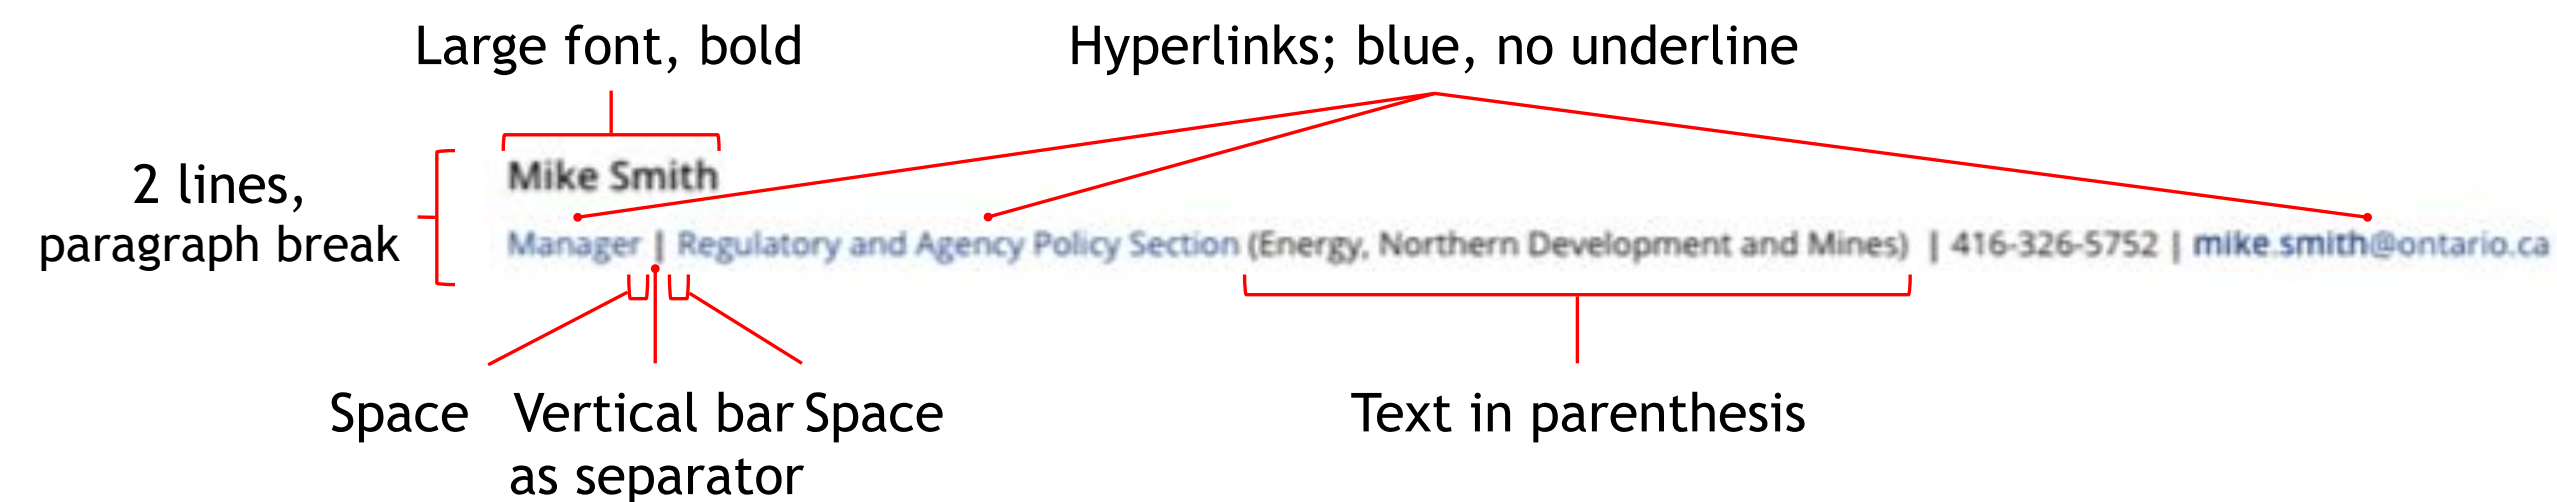 Large font, bold
Hyperlinks; blue, no underline
2 lines,
paragraph break
Mike Smith
Manager | Regulatory and Agency Policy Section (Energy, Northern Development and Mines) | 416-326-5752 | mike.smith@ontario.ca
Space
Vertical bar
as separator
Space
Text in parenthesis